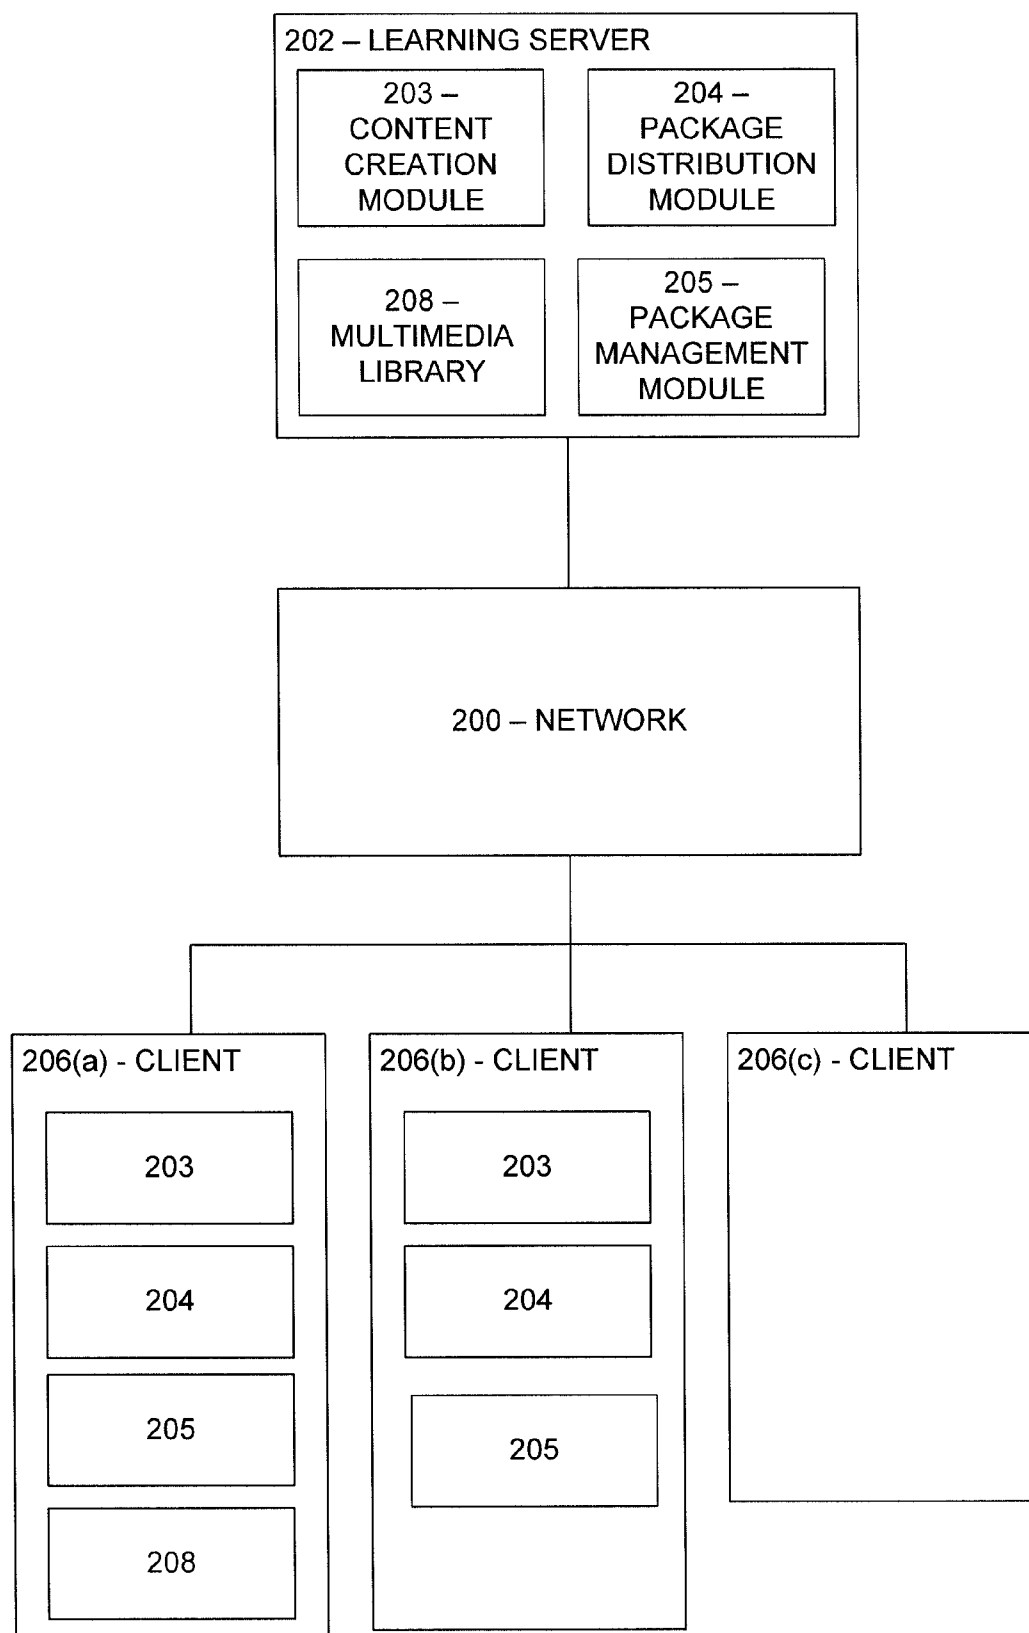 202 – LEARNING SERVER
203 –
CONTENT
CREATION
MODULE
204 –
PACKAGE
DISTRIBUTION
MODULE
208 –
MULTIMEDIA
LIBRARY
205 –
PACKAGE
MANAGEMENT
MODULE
200 – NETWORK
206(a) - CLIENT
203
204
205
208
206(b) - CLIENT
203
204
205
206(c) - CLIENT